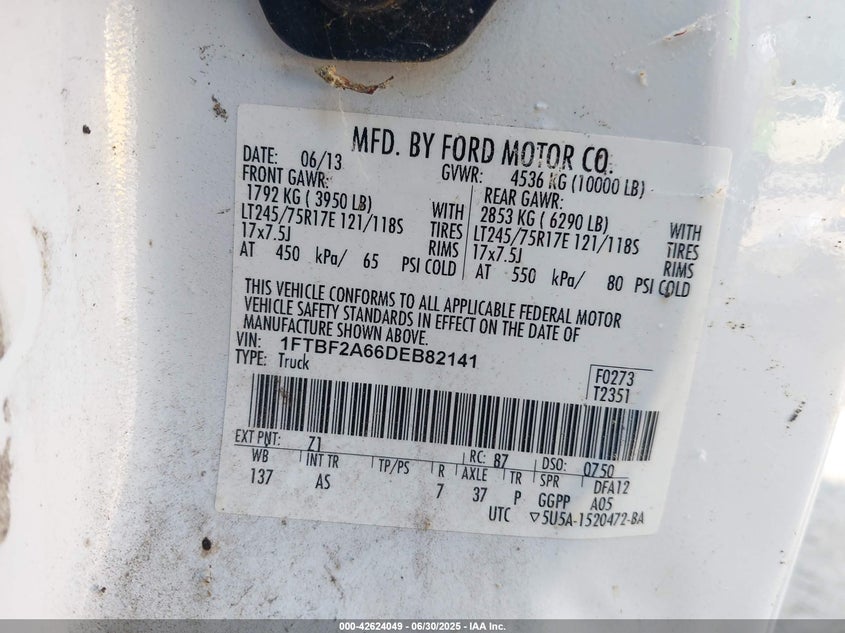 MFD. BY FORD MOTOR CO.
DATE: 06/13 GVWR: 4536 KG (10000 LB)
FRONT GAWR: REAR GAWR:
1792 KG ( 3950 LB) WITH 2853 KG ( 6290 LB) WITH
LT245/75R17E 121/118S TIRES LT245/75R17E 121/118S TIRES
17x7.5J RIMS 17x7.5J RIMS
AT 450 kPa/ 65 PSI COLD AT 550 kPa/ 80 PSI COLD
THIS VEHICLE CONFORMS TO ALL APPLICABLE FEDERAL MOTOR
VEHICLE SAFETY STANDARDS IN EFFECT ON THE DATE OF
MANUFACTURE SHOWN ABOVE.
VIN: 1FTBF2A66DEB82141
TYPE: Truck
F0273
T2351
EXT PNT: Z1 RC: 87 DSO: 0750
WB INT TR TP/PS R AXLE TR SPR DFA12
137 AS 7 37 P GGPP A05
UTC ▽5U5A-1520472-BA
000-42624049 - 06/30/2025 - IAA Inc.